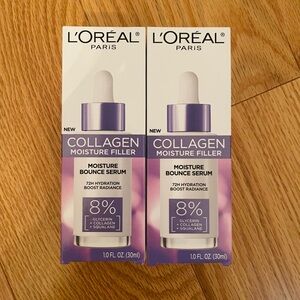 L'ORÉAL
PARIS
NEW
COLLAGEN
MOISTURE FILLER
MOISTURE
BOUNCE SERUM
72H HYDRATION
BOOST RADIANCE
8%
GLYCERIN
+ COLLAGEN
+ SQUALANE
1.0 FL. OZ (30ml)
L'ORÉAL
PARIS
NEW
COLLAGEN
MOISTURE FILLER
MOISTURE
BOUNCE SERUM
72H HYDRATION
BOOST RADIANCE
8%
GLYCERIN
+ COLLAGEN
+ SQUALANE
1.0 FL. OZ (30ml)